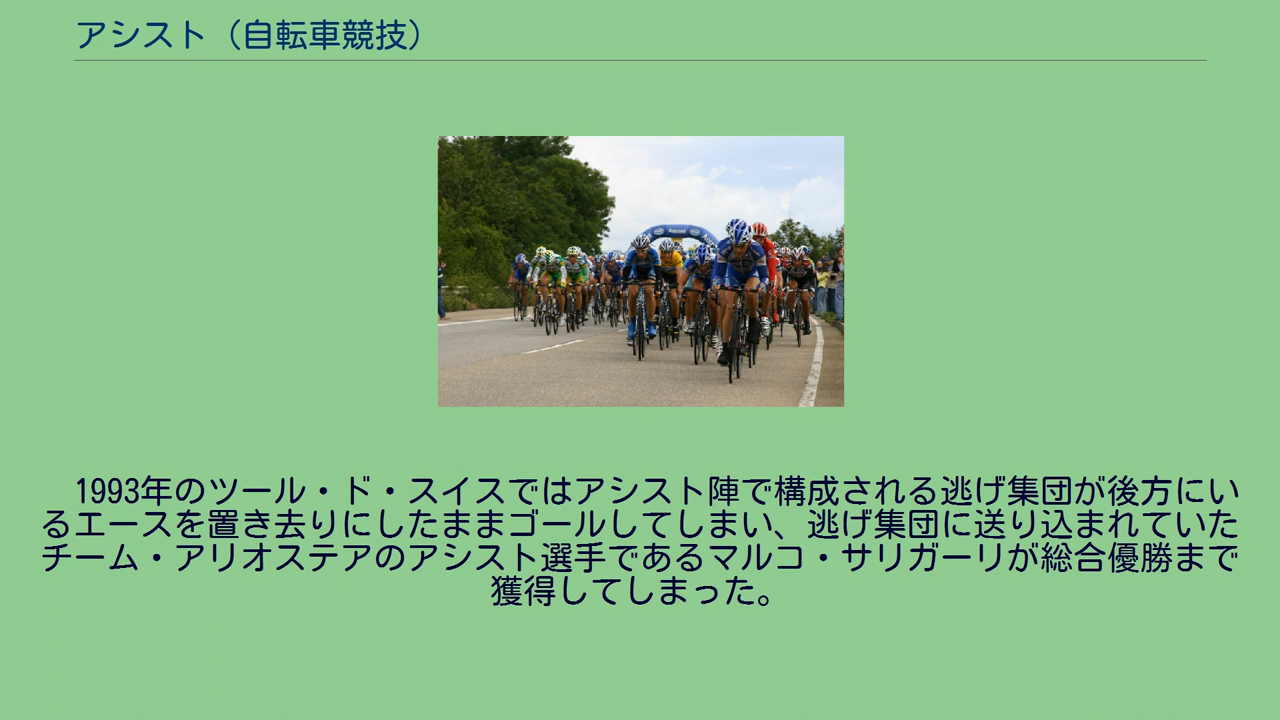 アシスト（自転車競技）
1993年のツール・ド・スイスではアシスト陣で構成される逃げ集団が後方にい
るエースを置き去りにしたままゴールしてしまい、逃げ集団に送り込まれていた
チーム・アリオステアのアシスト選手であるマルコ・サリガーリが総合優勝まで
獲得してしまった。